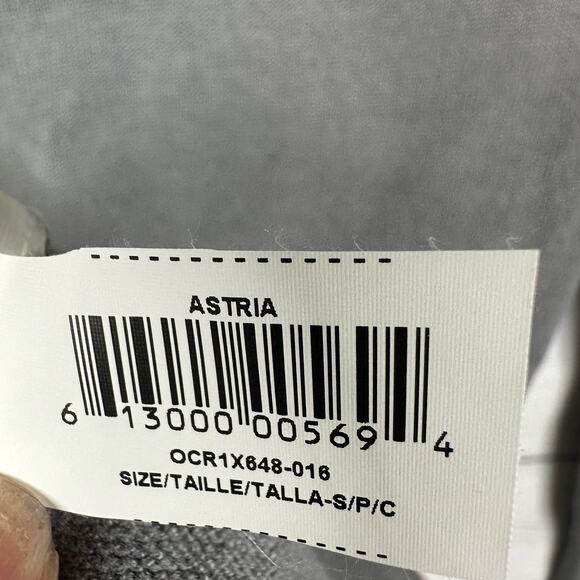 ASTRIA
6 13000 00569 4
OCR1X648-016
SIZE/TAILLE/TALLA-S/P/C